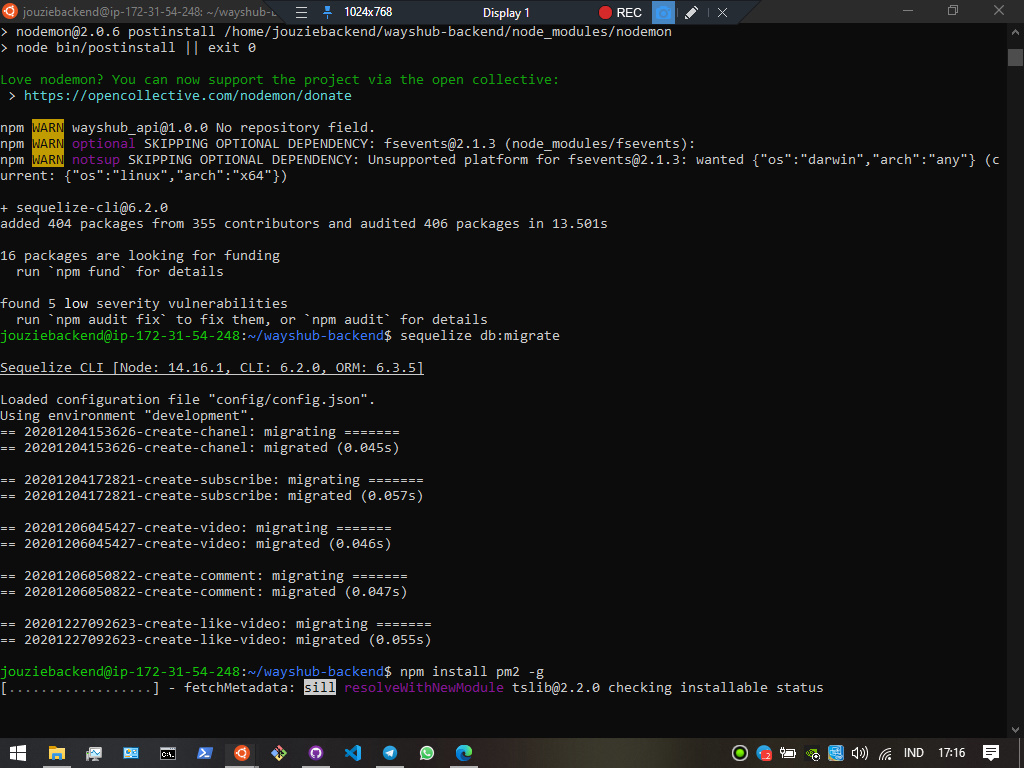 jouziebackend@ip-172-31-54-248: ~/wayshub-b
1024x768
Display 1
REC
> nodemon@2.0.6 postinstall /home/jouziebackend/wayshub-backend/node_modules/nodemon
> node bin/postinstall || exit 0
Love nodemon? You can now support the project via the open collective:
 > https://opencollective.com/nodemon/donate
npm WARN wayshub_api@1.0.0 No repository field.
npm WARN optional SKIPPING OPTIONAL DEPENDENCY: fsevents@2.1.3 (node_modules/fsevents):
npm WARN notsup SKIPPING OPTIONAL DEPENDENCY: Unsupported platform for fsevents@2.1.3: wanted {"os":"darwin","arch":"any"} (c
urrent: {"os":"linux","arch":"x64"})
+ sequelize-cli@6.2.0
added 404 packages from 355 contributors and audited 406 packages in 13.501s
16 packages are looking for funding
  run `npm fund` for details
found 5 low severity vulnerabilities
  run `npm audit fix` to fix them, or `npm audit` for details
jouziebackend@ip-172-31-54-248:~/wayshub-backend$ sequelize db:migrate
Sequelize CLI [Node: 14.16.1, CLI: 6.2.0, ORM: 6.3.5]
Loaded configuration file "config/config.json".
Using environment "development".
== 20201204153626-create-chanel: migrating =======
== 20201204153626-create-chanel: migrated (0.045s)
== 20201204172821-create-subscribe: migrating =======
== 20201204172821-create-subscribe: migrated (0.057s)
== 20201206045427-create-video: migrating =======
== 20201206045427-create-video: migrated (0.046s)
== 20201206050822-create-comment: migrating =======
== 20201206050822-create-comment: migrated (0.047s)
== 20201227092623-create-like-video: migrating =======
== 20201227092623-create-like-video: migrated (0.055s)
jouziebackend@ip-172-31-54-248:~/wayshub-backend$ npm install pm2 -g
[..................] - fetchMetadata: sill resolveWithNewModule tslib@2.2.0 checking installable status
IND
17:16